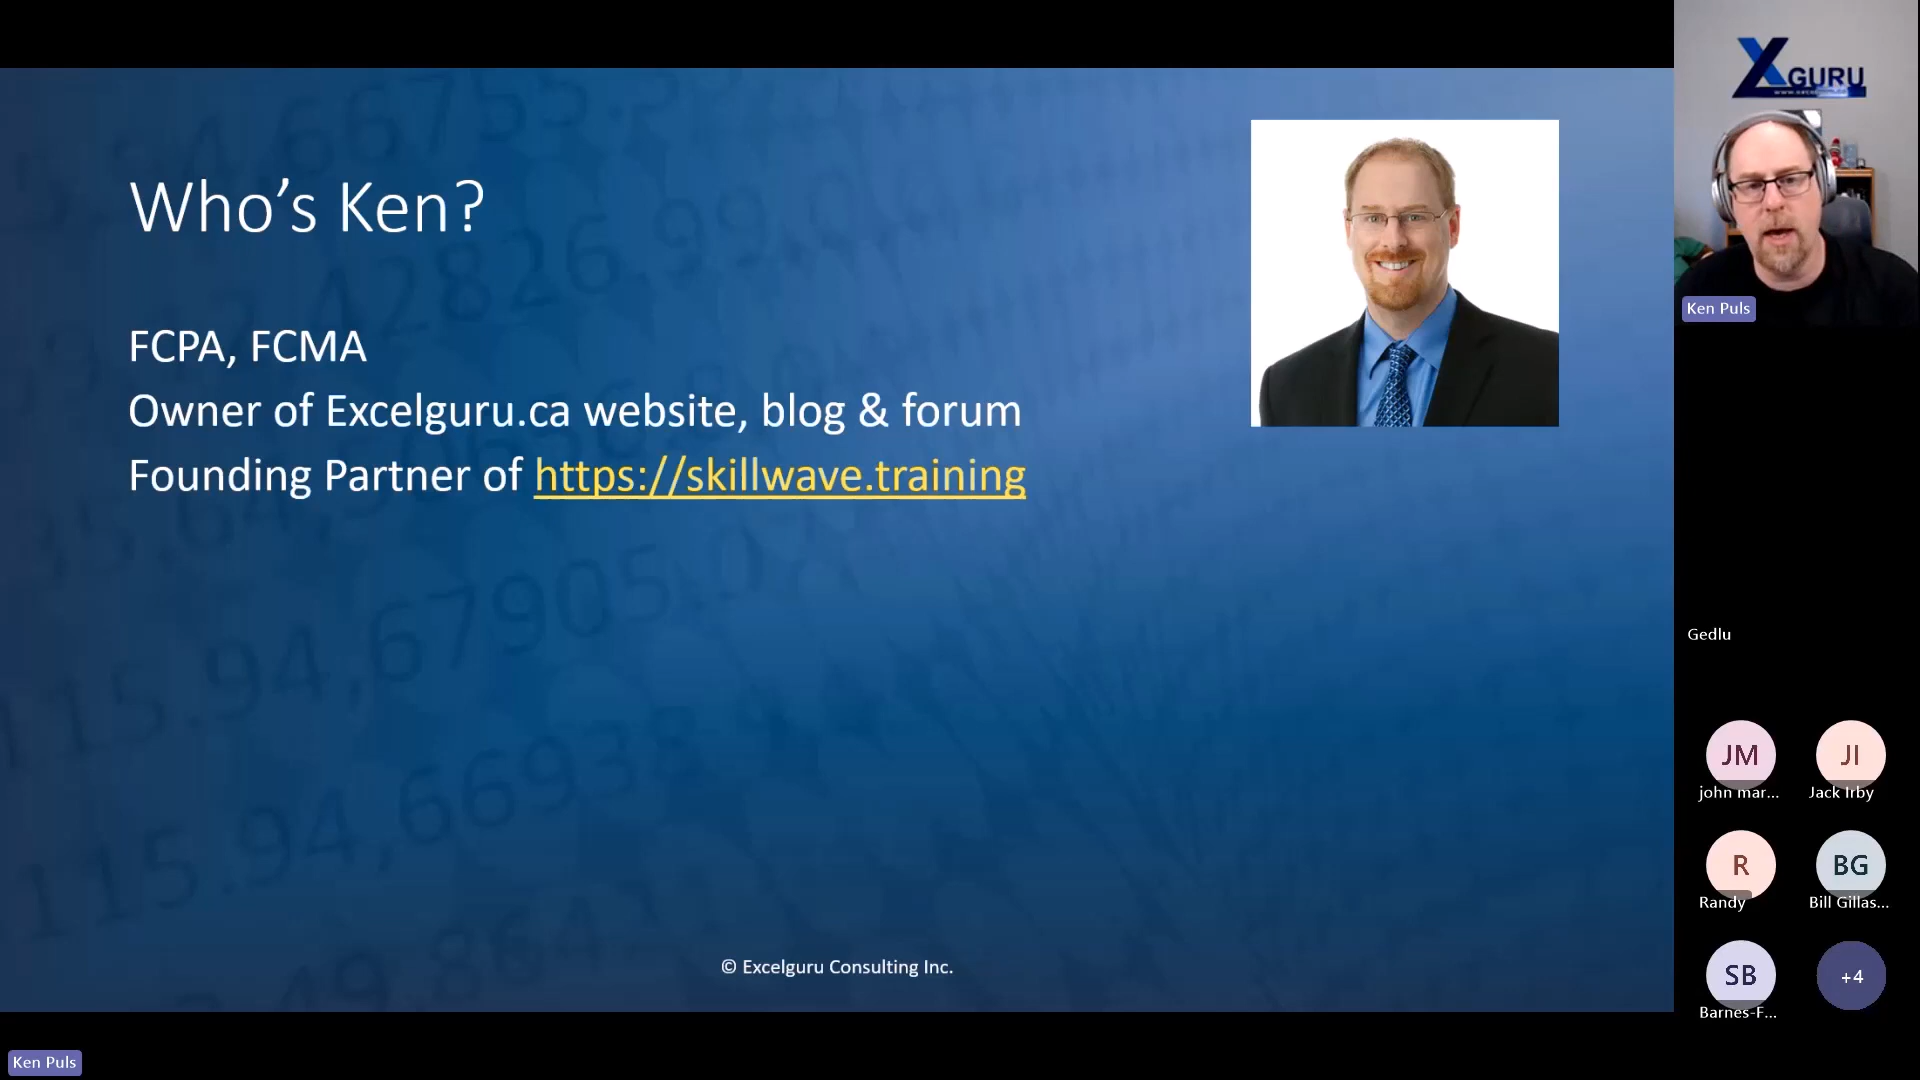 Who's Ken?
FCPA, FCMA
Owner of Excelguru.ca website, blog & forum
Founding Partner of https://skillwave.training
© Excelguru Consulting Inc.
Ken Puls
XGURU
Ken Puls
Gedlu
JM
john mar...
JI
Jack Irby
R
Randy
BG
Bill Gillas...
SB
Barnes-F...
+4